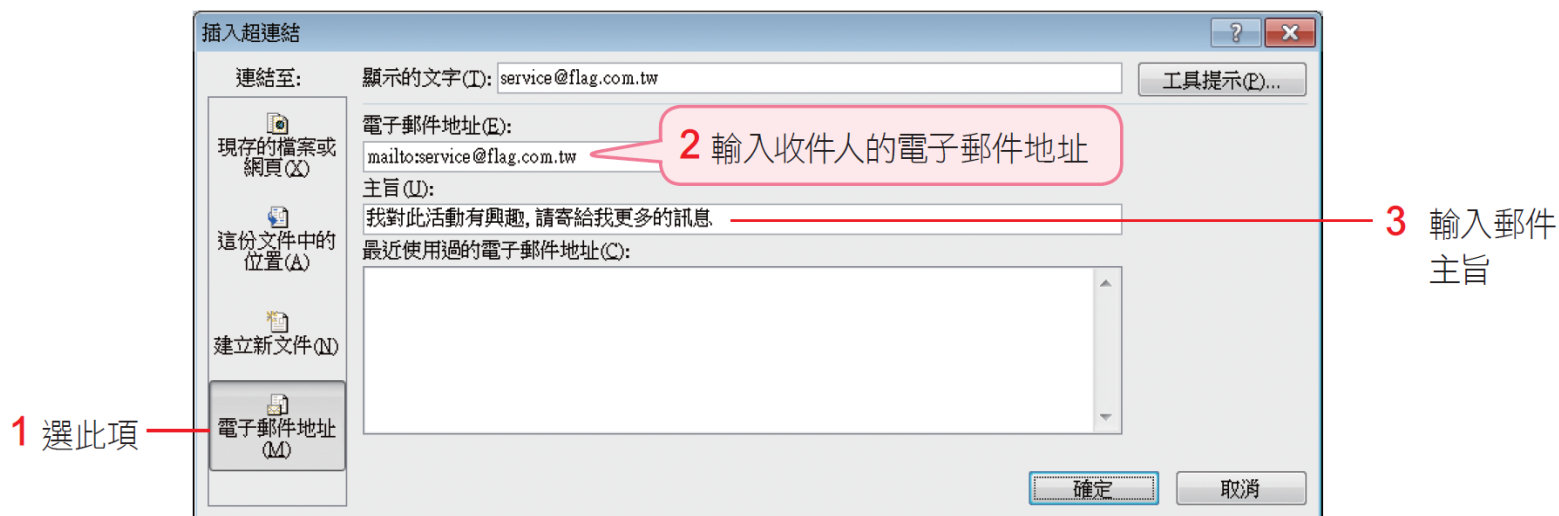 插入超連結
連結至:
顯示的文字(T): service@flag.com.tw
工具提示(P)...
現存的檔案或
網頁(X)
電子郵件地址(E):
mailto:service@flag.com.tw
2 輸入收件人的電子郵件地址
主旨(U):
我對此活動有興趣, 請寄給我更多的訊息
3 輸入郵件
主旨
這份文件中的
位置(A)
最近使用過的電子郵件地址(C):
建立新文件(N)
1 選此項
電子郵件地址
(M)
確定
取消